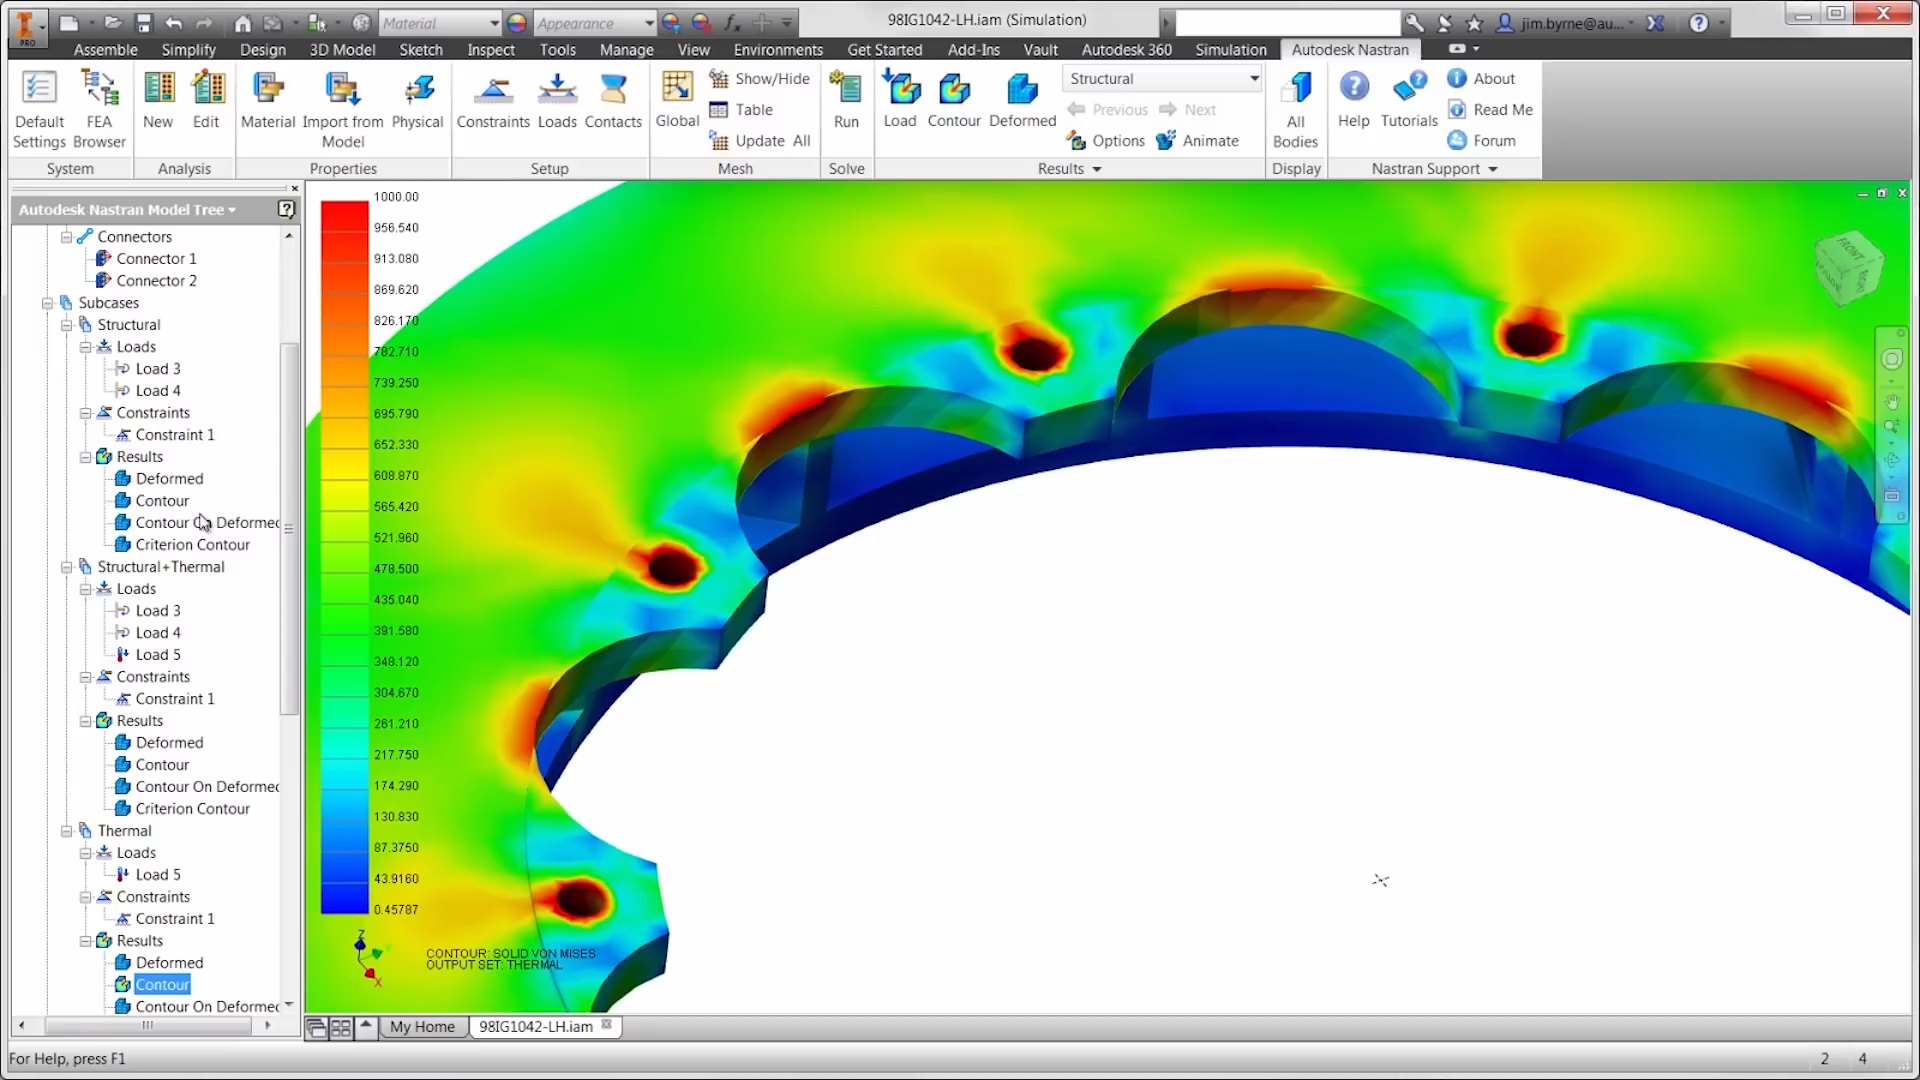 PRO
Material
Appearance
98IG1042-LH.iam (Simulation)
jim.byrne@au...
Assemble Simplify Design 3D Model Sketch Inspect Tools Manage View Environments Get Started Add-Ins Vault Autodesk 360 Simulation Autodesk Nastran
Default Settings
FEA Browser
System
New
Edit
Analysis
Material
Import from Model
Physical
Properties
Constraints
Loads
Contacts
Setup
Global
Show/Hide
Table
Update All
Mesh
Run
Solve
Load
Contour
Deformed
Structural
Previous
Next
Options
Animate
Results
All Bodies
Display
Help
Tutorials
About
Read Me
Forum
Nastran Support
Autodesk Nastran Model Tree
Connectors
Connector 1
Connector 2
Subcases
Structural
Loads
Load 3
Load 4
Constraints
Constraint 1
Results
Deformed
Contour
Contour On Deformed
Criterion Contour
Structural+Thermal
Loads
Load 3
Load 4
Load 5
Constraints
Constraint 1
Results
Deformed
Contour
Contour On Deformed
Criterion Contour
Thermal
Loads
Load 5
Constraints
Constraint 1
Results
Deformed
Contour
Contour On Deformed
1000.00
956.540
913.080
869.620
826.170
782.710
739.250
695.790
652.330
608.870
565.420
521.960
478.500
435.040
391.580
348.120
304.670
261.210
217.750
174.290
130.830
87.3750
43.9160
0.45787
Z
X
CONTOUR: SOLID VON MISES
OUTPUT SET: THERMAL
FRONT
My Home
98IG1042-LH.iam
For Help, press F1
2 4